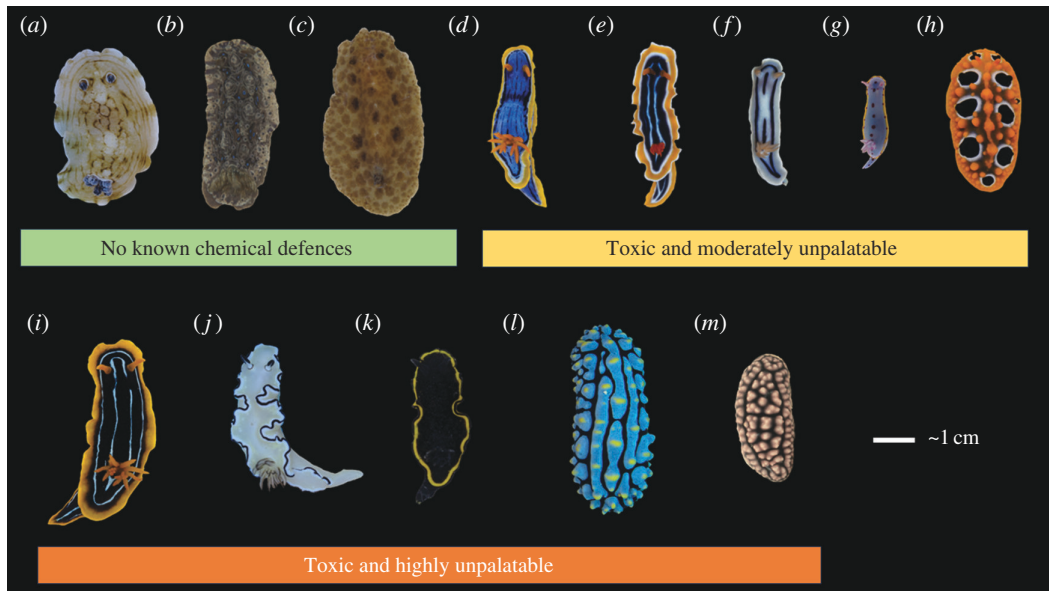 (a) (b) (c) (d) (e) (f) (g) (h)
No known chemical defences Toxic and moderately unpalatable
(i) (j) (k) (l) (m)
~1 cm
Toxic and highly unpalatable